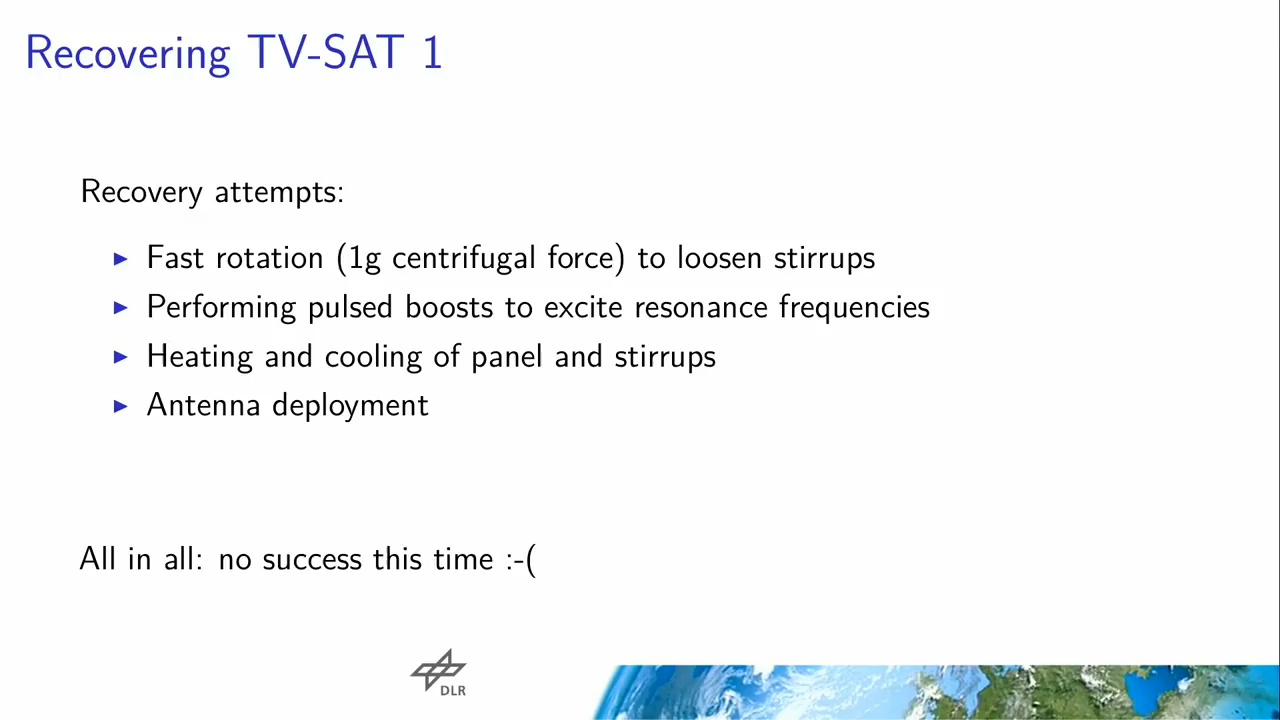 Recovering TV-SAT 1
Recovery attempts:
▶ Fast rotation (1g centrifugal force) to loosen stirrups
▶ Performing pulsed boosts to excite resonance frequencies
▶ Heating and cooling of panel and stirrups
▶ Antenna deployment
All in all: no success this time :-(
DLR